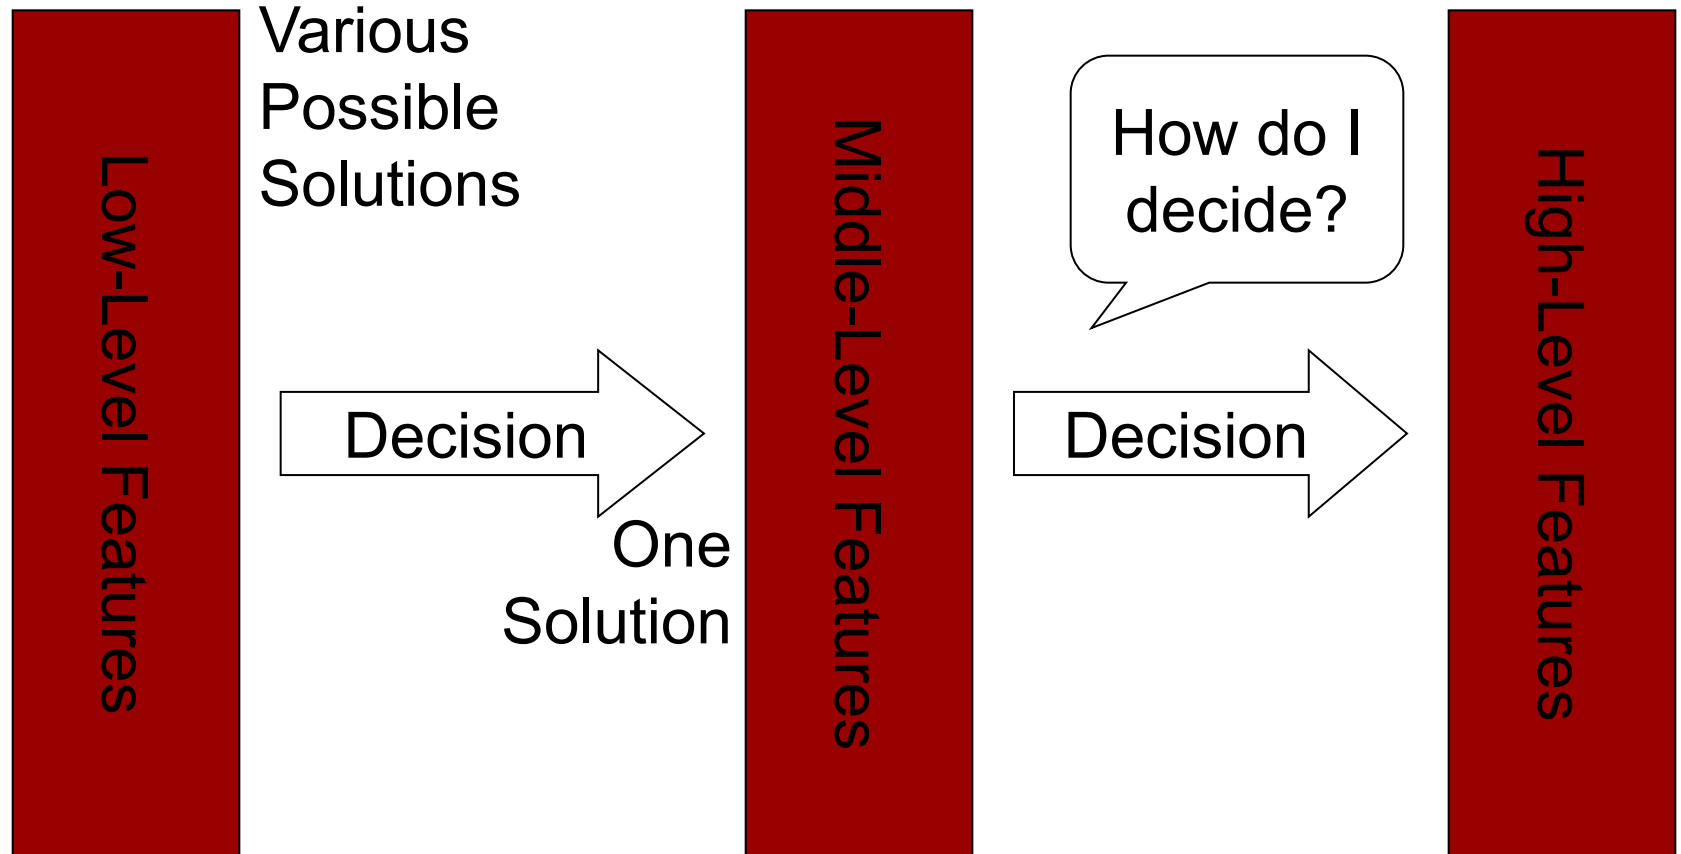 Low-Level Features
Various
Possible
Solutions
Decision
One
Solution
Middle-Level Features
How do I
decide?
Decision
High-Level Features